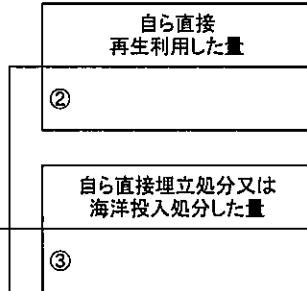 自ら直接
再生利用した量
②
自ら直接埋立処分又は
海洋投入処分した量
③